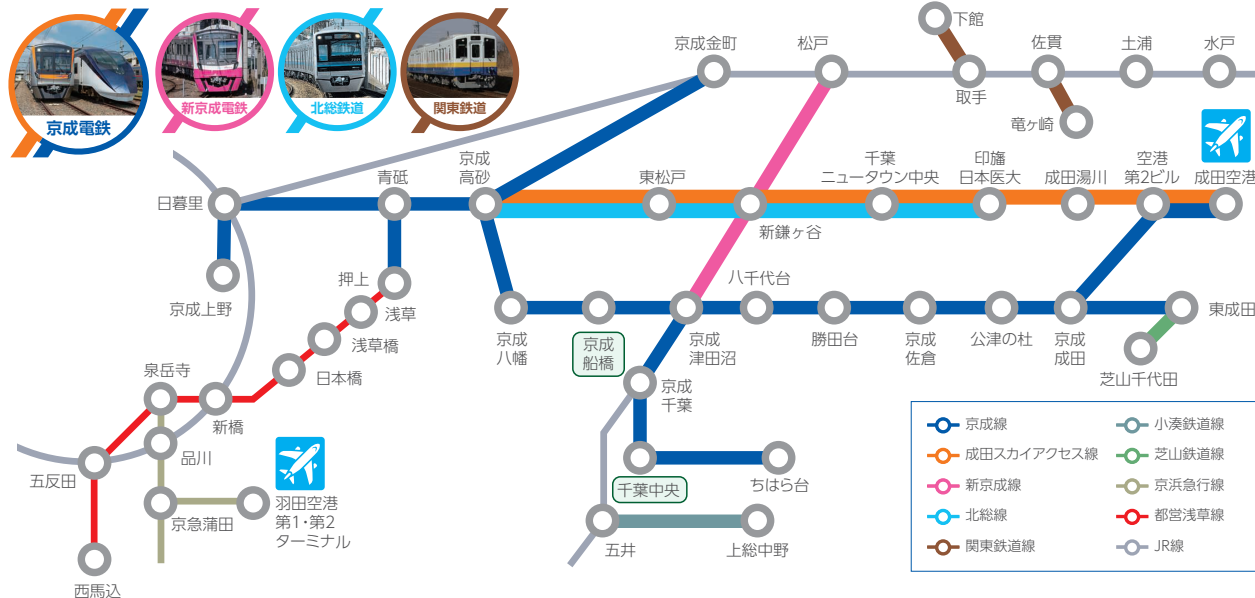 京成電鉄
新京成電鉄
北総鉄道
関東鉄道
下館
京成金町
松戸
佐貫
土浦
水戸
取手
竜ヶ崎
日暮里
青砥
京成
高砂
東松戸
千葉
ニュータウン中央
印旛
日本医大
成田湯川
空港
第2ビル
成田空港
新鎌ヶ谷
京成上野
押上
浅草
浅草橋
日本橋
新橋
泉岳寺
品川
五反田
京急蒲田
羽田空港
第1・第2
ターミナル
西馬込
京成
八幡
京成
船橋
京成
津田沼
八千代台
勝田台
京成
佐倉
公津の杜
京成
成田
東成田
芝山千代田
京成
千葉
千葉中央
ちはら台
五井
上総中野
京成線
成田スカイアクセス線
新京成線
北総線
関東鉄道線
小湊鉄道線
芝山鉄道線
京浜急行線
都営浅草線
JR線